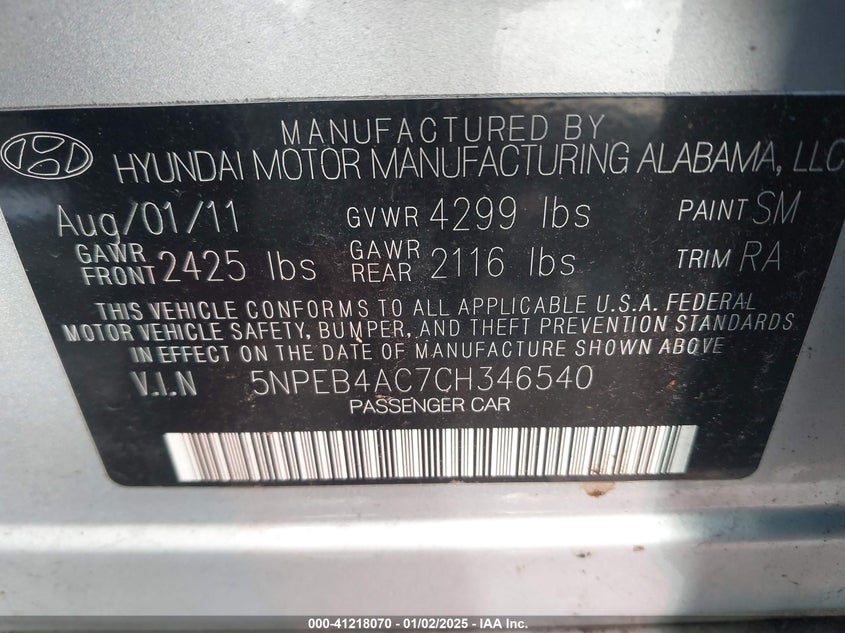 MANUFACTURED BY
HYUNDAI MOTOR MANUFACTURING ALABAMA, LLC
Aug/01/11 GVWR 4299 lbs PAINT SM
GAWR FRONT 2425 lbs GAWR REAR 2116 lbs TRIM RA
THIS VEHICLE CONFORMS TO ALL APPLICABLE U.S.A. FEDERAL
MOTOR VEHICLE SAFETY, BUMPER, AND THEFT PREVENTION STANDARDS
IN EFFECT ON THE DATE OF MANUFACTURE SHOWN ABOVE
V.I.N 5NPEB4AC7CH346540
PASSENGER CAR
000-41218070 — 01/02/2025 — IAA Inc.